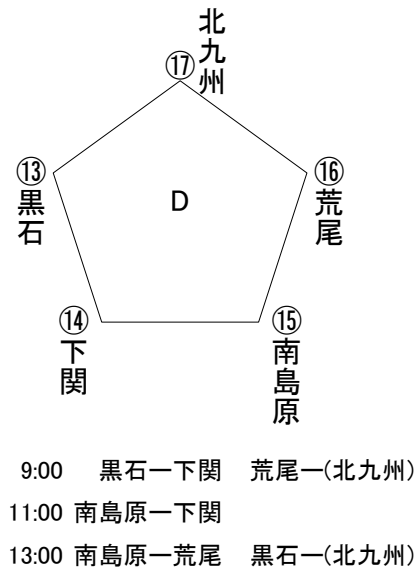 ⑰ 北九州
⑬ 黒石
⑯ 荒尾
D
⑭ 下関
⑮ 南島原
9:00 黒石ー下関 荒尾ー(北九州)
11:00 南島原ー下関
13:00 南島原ー荒尾 黒石ー(北九州)